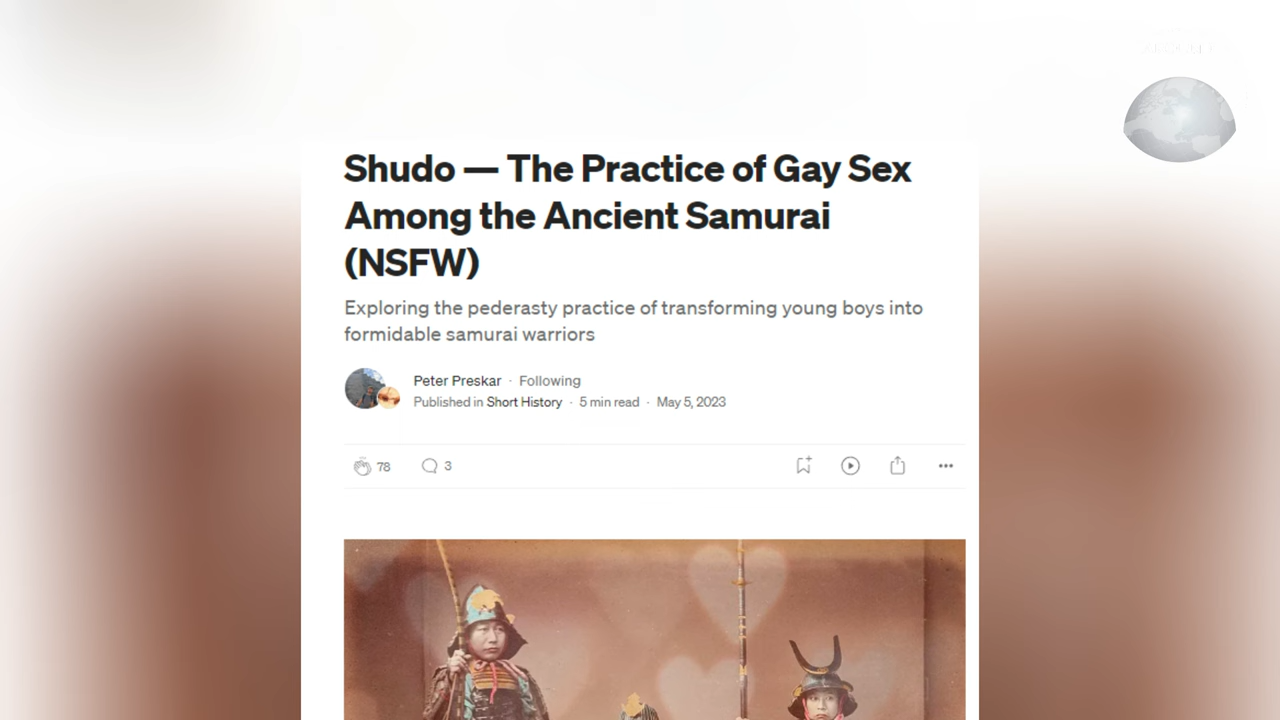 Shudo — The Practice of Gay Sex
Among the Ancient Samurai
(NSFW)
Exploring the pederasty practice of transforming young boys into
formidable samurai warriors
Peter Preskar · Following
Published in Short History · 5 min read · May 5, 2023
78 3